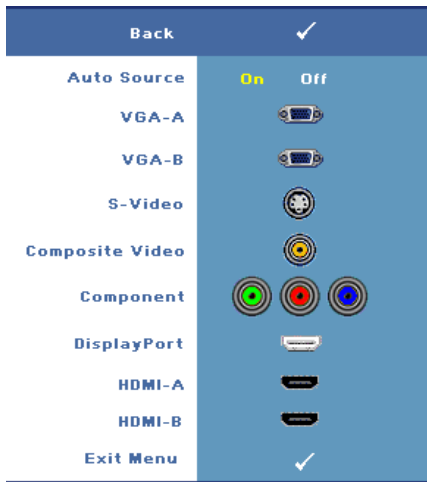 Back
Auto Source On Off
VGA-A
VGA-B
S-Video
Composite Video
Component
DisplayPort
HDMI-A
HDMI-B
Exit Menu